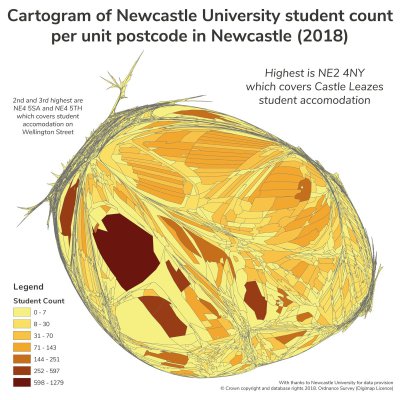 Cartogram of Newcastle University student count
per unit postcode in Newcastle (2018)
Highest is NE2 4NY
which covers Castle Leazes
student accomodation
2nd and 3rd highest are
NE4 5SA and NE4 5TH
which covers student
accomodation on
Wellington Street
Legend
Student Count
0 - 7
8 - 30
31 - 70
71 - 143
144 - 251
252 - 597
598 - 1279
With thanks to Newcastle University for data provision
© Crown copyright and database rights 2018. Ordnance Survey (Digimap Licence)